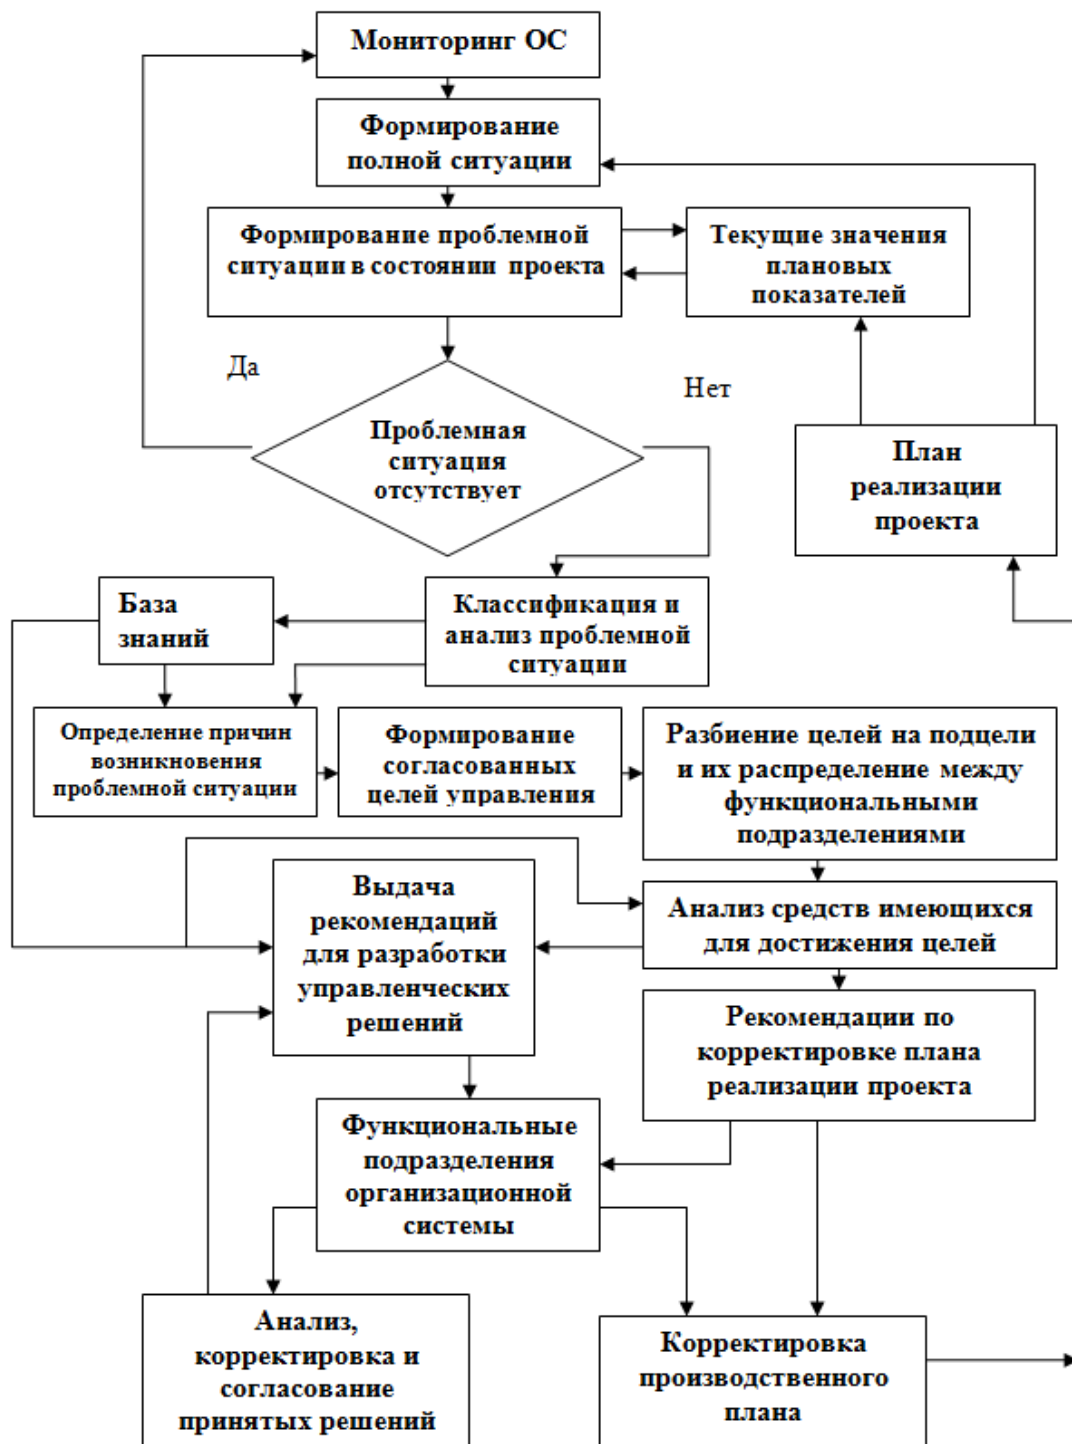 Мониторинг ОС
Формирование
полной ситуации
Формирование проблемной
ситуации в состоянии проекта
Текущие значения
плановых
показателей
Да
Нет
Проблемная
ситуация
отсутствует
План
реализации
проекта
База
знаний
Классификация и
анализ проблемной
ситуации
Определение причин
возникновения
проблемной ситуации
Формирование
согласованных
целей управления
Разбиение целей на подцели
и их распределение между
функциональными
подразделениями
Выдача
рекомендаций
для разработки
управленческих
решений
Анализ средств имеющихся
для достижения целей
Рекомендации по
корректировке плана
реализации проекта
Функциональные
подразделения
организационной
системы
Анализ,
корректировка и
согласование
принятых решений
Корректировка
производственного
плана